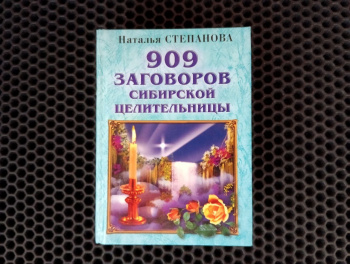 Наталья СТЕПАНОВА
909
ЗАГОВОРОВ
СИБИРСКОЙ
ЦЕЛИТЕЛЬНИЦЫ